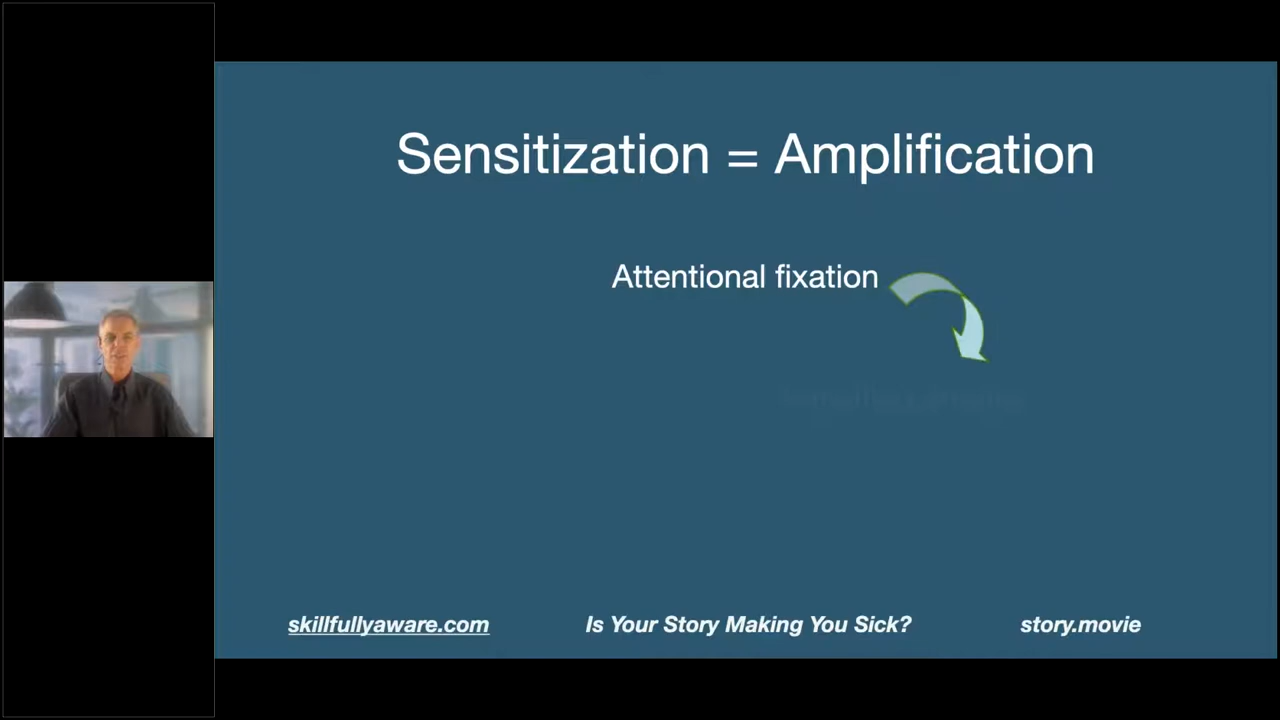 Sensitization = Amplification
Attentional fixation
skillfullyaware.com
Is Your Story Making You Sick?
story.movie